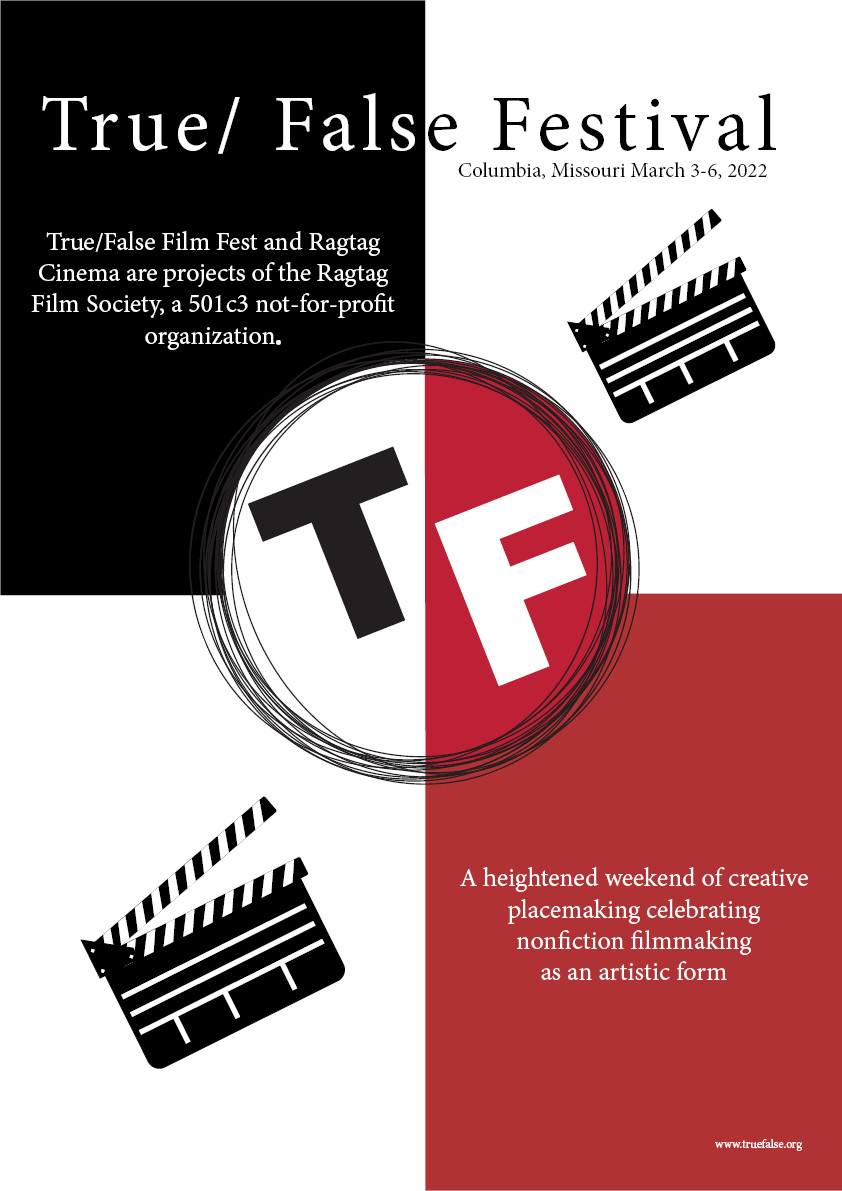 True/ False Festival
Columbia, Missouri March 3-6, 2022
True/False Film Fest and Ragtag
Cinema are projects of the Ragtag
Film Society, a 501c3 not-for-profit
organization.
T F
A heightened weekend of creative
placemaking celebrating
nonfiction filmmaking
as an artistic form
www.truefalse.org